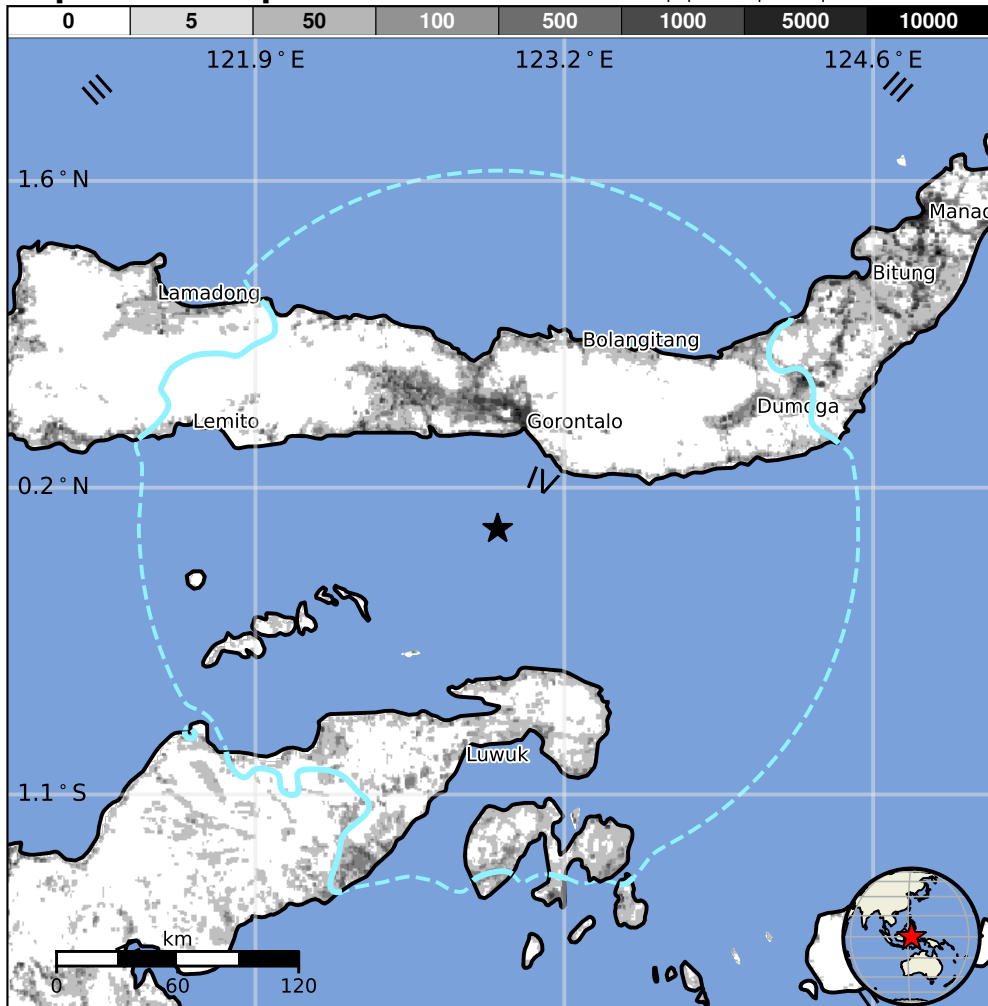 0 5 50 100 500 1000 5000 10000
121.9°E 123.2°E 124.6°E
III III
1.6°N
Manad
Bitung
Lamadong
Bolangitang
Dumoga
Lemito
Gorontalo
IV
0.2°N
Luwuk
1.1°S
km
0 60 120